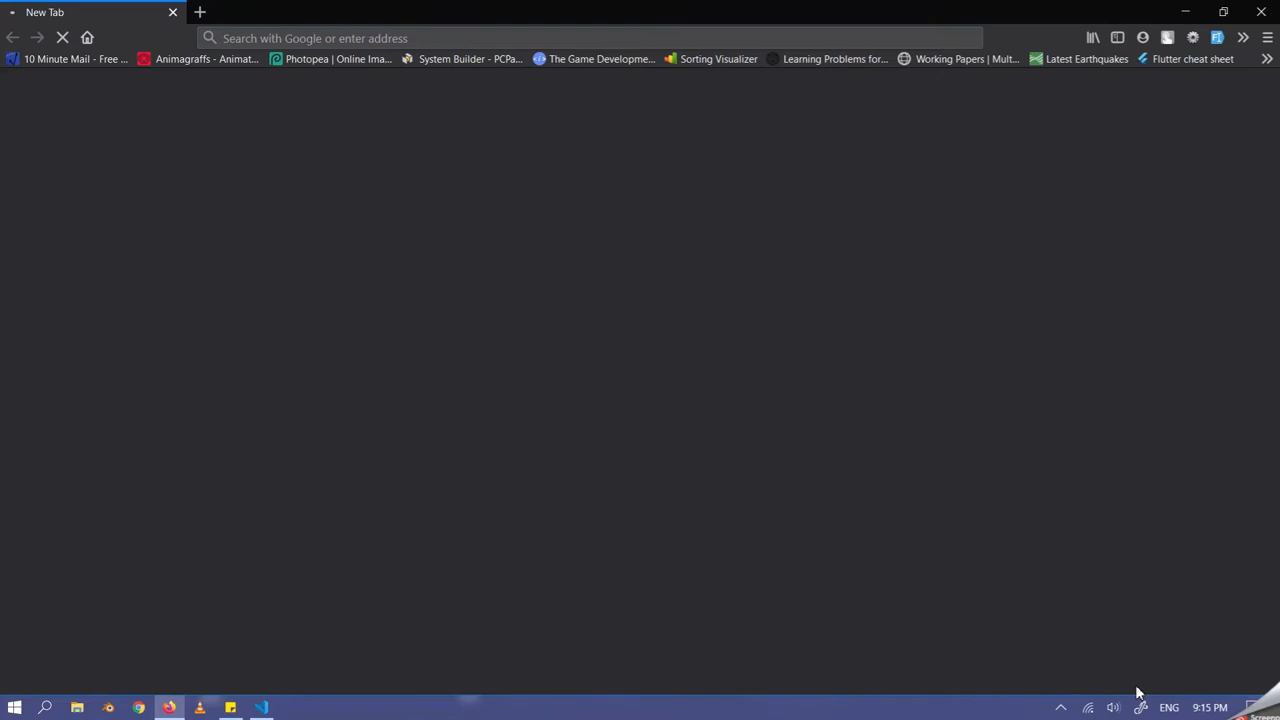 New Tab
Search with Google or enter address
10 Minute Mail - Free ... Animagraffs - Animat... Photopea | Online Ima... System Builder - PCPa... The Game Developme... Sorting Visualizer Learning Problems for... Working Papers | Mult... Latest Earthquakes Flutter cheat sheet
ENG 9:15 PM